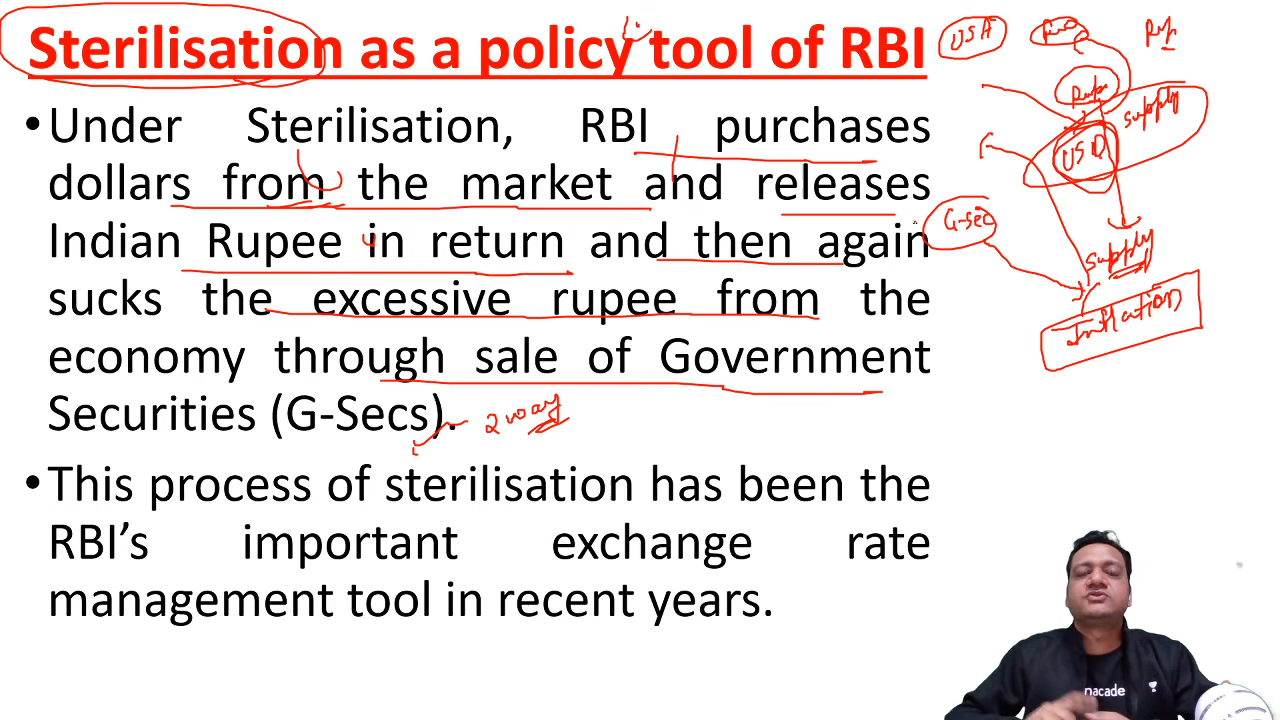 Sterilisation as a policy tool of RBI
•Under Sterilisation, RBI purchases
dollars from the market and releases
Indian Rupee in return and then again
sucks the excessive rupee from the
economy through sale of Government
Securities (G-Secs).
2 way
•This process of sterilisation has been the
RBI’s important exchange rate
management tool in recent years.
USA
supply
USD
G-sec
supply
Inflation
nacade